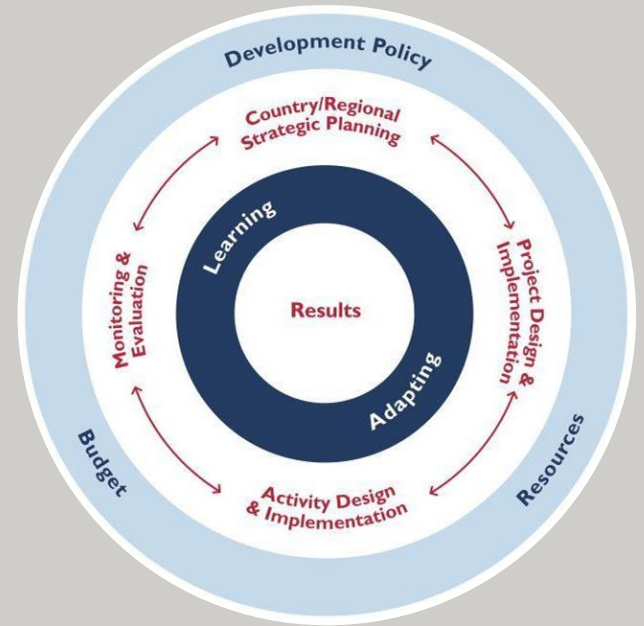 Development Policy
Country/Regional
Strategic Planning
Learning
Monitoring &
Evaluation
Results
Project Design &
Implementation
Adapting
Budget
Resources
Activity Design
& Implementation